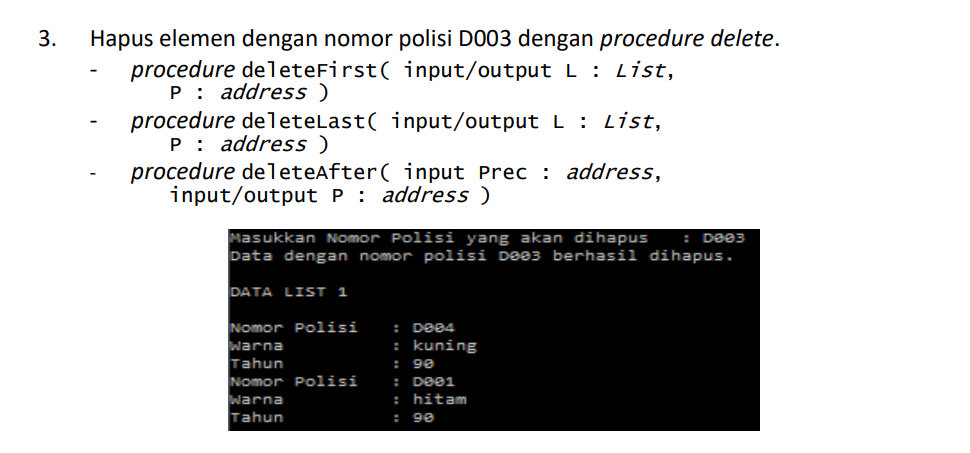 3. Hapus elemen dengan nomor polisi D003 dengan procedure delete.
- procedure deleteFirst( input/output L : List,
P : address )
- procedure deleteLast( input/output L : List,
P : address )
- procedure deleteAfter( input Prec : address,
input/output P : address )
Masukkan Nomor Polisi yang akan dihapus : D003
Data dengan nomor polisi D003 berhasil dihapus.
DATA LIST 1
Nomor Polisi : D004
Warna : kuning
Tahun : 90
Nomor Polisi : D001
Warna : hitam
Tahun : 90